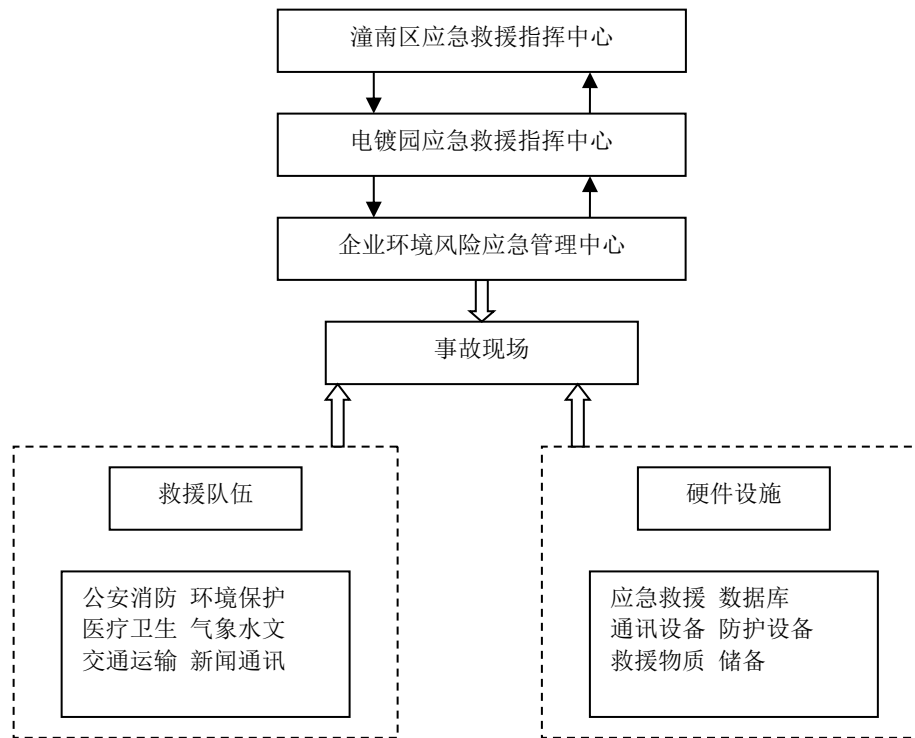 潼南区应急救援指挥中心
电镀园应急救援指挥中心
企业环境风险应急管理中心
事故现场
救援队伍
公安消防 环境保护
医疗卫生 气象水文
交通运输 新闻通讯
硬件设施
应急救援 数据库
通讯设备 防护设备
救援物质 储备